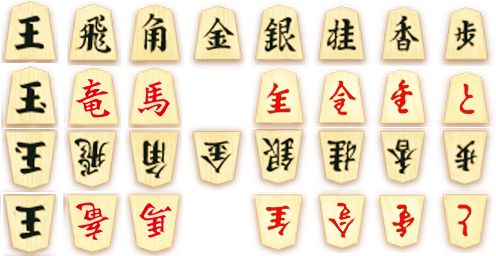 王 飛 角 金 銀 桂 香 歩
玉 竜 馬 全 と
王 飛 角 金 銀 桂 香 歩
王 竜 馬 全 と